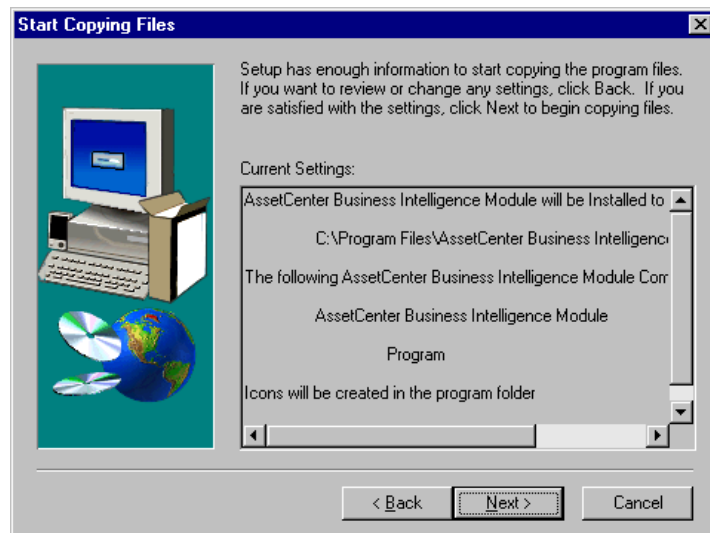 Start Copying Files
Setup has enough information to start copying the program files.
If you want to review or change any settings, click Back.  If you
are satisfied with the settings, click Next to begin copying files.
Current Settings:
AssetCenter Business Intelligence Module will be Installed to
C:\Program Files\AssetCenter Business Intelligence
The following AssetCenter Business Intelligence Module Com
AssetCenter Business Intelligence Module
Program
Icons will be created in the program folder
< Back
Next >
Cancel